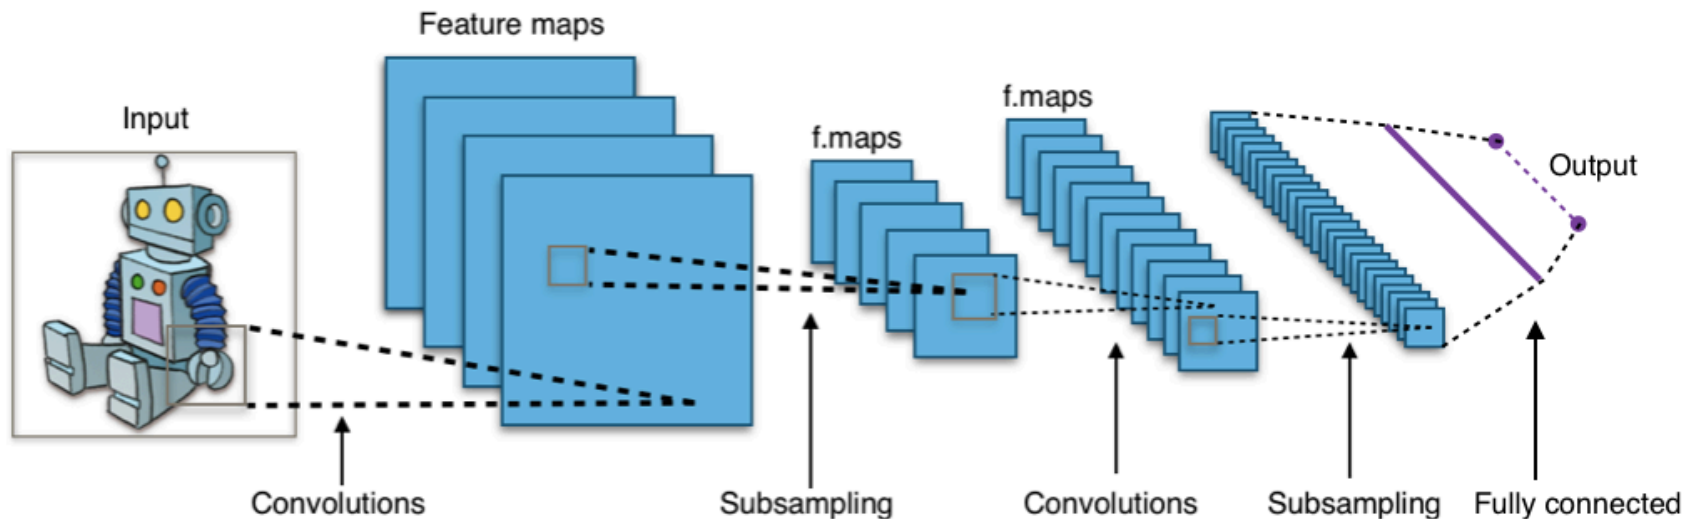 Feature maps
Input
f.maps
f.maps
Output
Convolutions
Subsampling
Convolutions
Subsampling
Fully connected